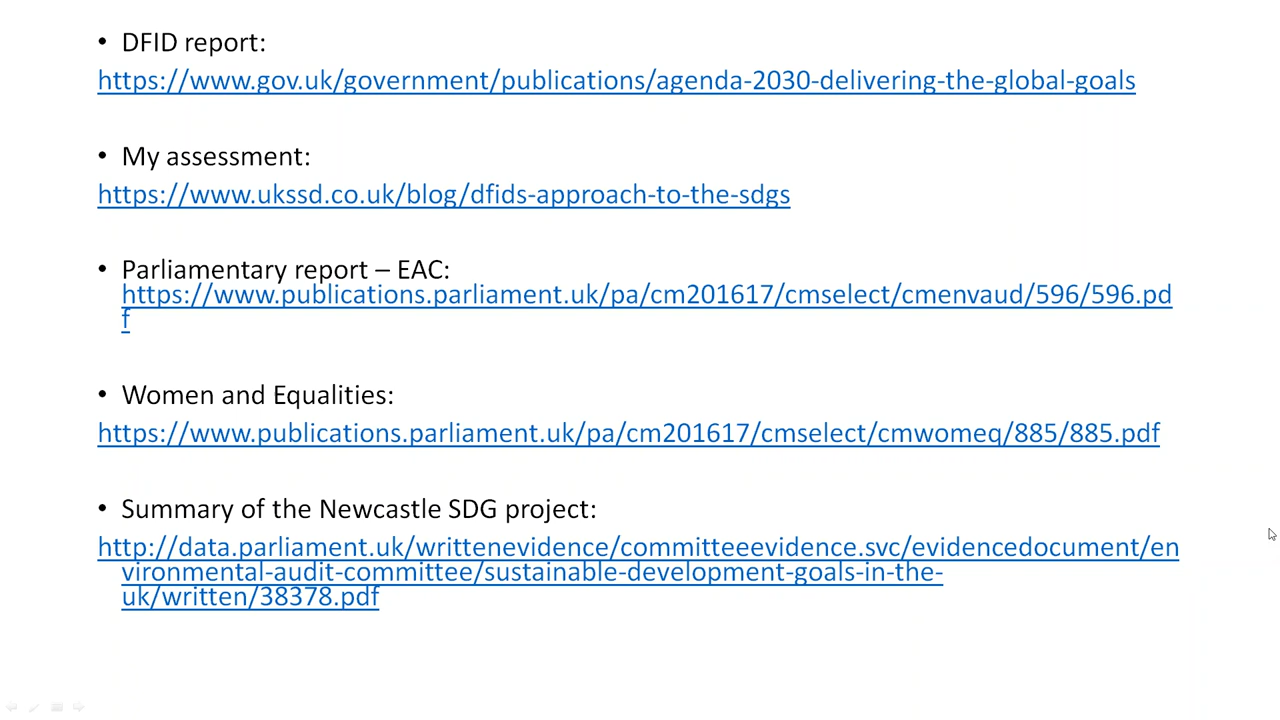 • DFID report:
https://www.gov.uk/government/publications/agenda-2030-delivering-the-global-goals
• My assessment:
https://www.ukssd.co.uk/blog/dfids-approach-to-the-sdgs
• Parliamentary report – EAC:
https://www.publications.parliament.uk/pa/cm201617/cmselect/cmenvaud/596/596.pd
f
• Women and Equalities:
https://www.publications.parliament.uk/pa/cm201617/cmselect/cmwomeq/885/885.pdf
• Summary of the Newcastle SDG project:
http://data.parliament.uk/writtenevidence/committeeevidence.svc/evidencedocument/en
vironmental-audit-committee/sustainable-development-goals-in-the-
uk/written/38378.pdf